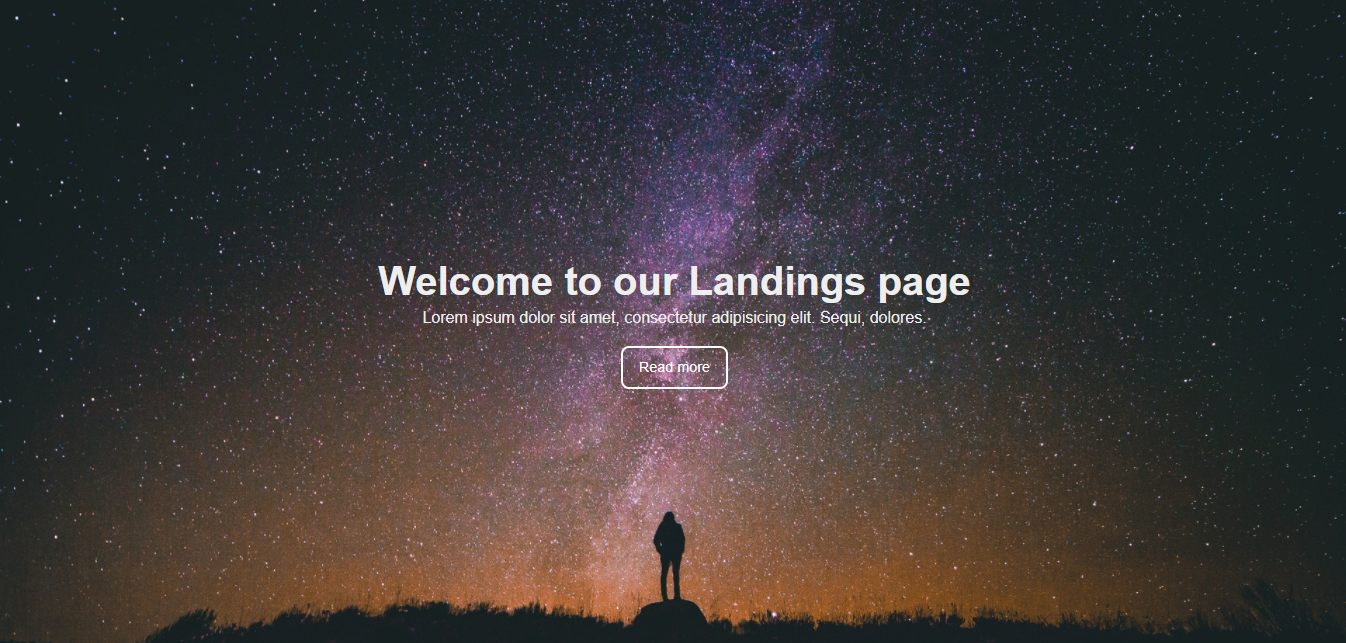 Welcome to our Landings page
Lorem ipsum dolor sit amet, consectetur adipisicing elit. Sequi, dolores.
Read more